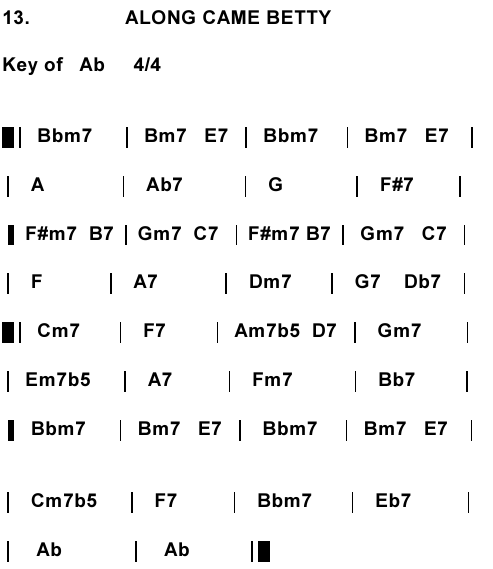 13. ALONG CAME BETTY
Key of Ab 4/4
| Bbm7 | Bm7 E7 | Bbm7 | Bm7 E7 |
| A | Ab7 | G | F#7 |
| F#m7 B7 | Gm7 C7 | F#m7 B7 | Gm7 C7 |
| F | A7 | Dm7 | G7 Db7 |
| Cm7 | F7 | Am7b5 D7 | Gm7 |
| Em7b5 | A7 | Fm7 | Bb7 |
| Bbm7 | Bm7 E7 | Bbm7 | Bm7 E7 |
| Cm7b5 | F7 | Bbm7 | Eb7 |
| Ab | Ab |